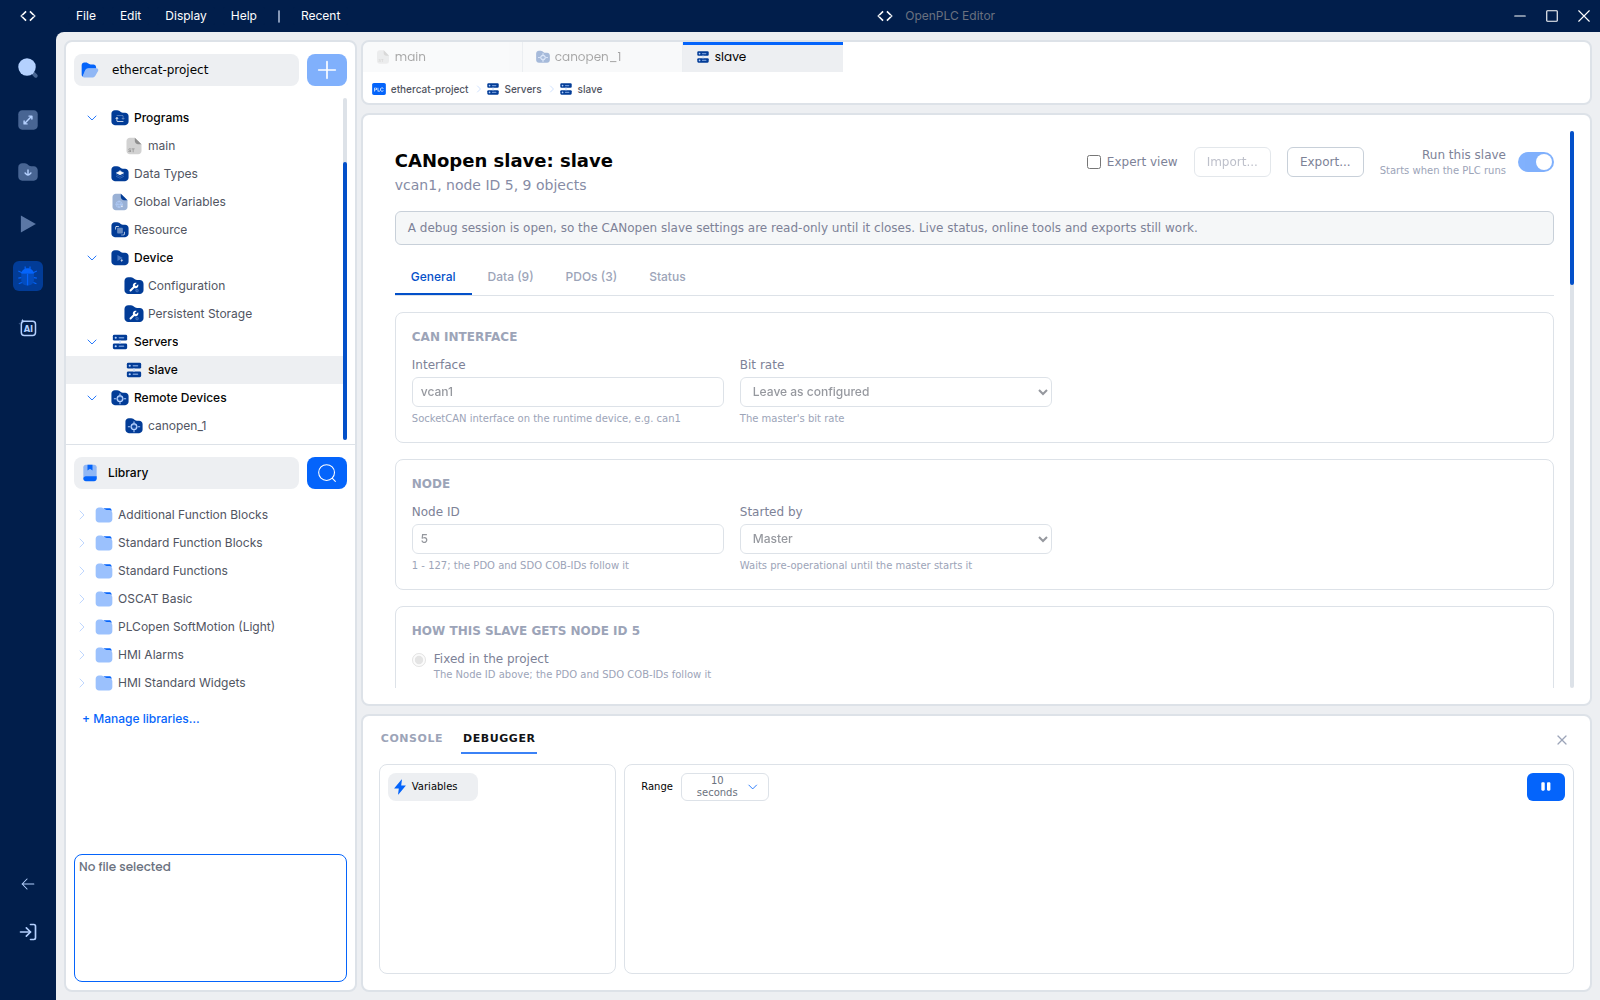 File Edit Display Help | Recent
OpenPLC Editor
ethercat-project
Programs
main
Data Types
Global Variables
Resource
Device
Configuration
Persistent Storage
Servers
slave
Remote Devices
canopen_1
Library
Additional Function Blocks
Standard Function Blocks
Standard Functions
OSCAT Basic
PLCopen SoftMotion (Light)
HMI Alarms
HMI Standard Widgets
+ Manage libraries...
No file selected
AI
main canopen_1 slave
PLC ethercat-project Servers slave
CANopen slave: slave
vcan1, node ID 5, 9 objects
Expert view Import... Export... Run this slave
Starts when the PLC runs
A debug session is open, so the CANopen slave settings are read-only until it closes. Live status, online tools and exports still work.
General Data (9) PDOs (3) Status
CAN INTERFACE
Interface Bit rate
vcan1 Leave as configured
SocketCAN interface on the runtime device, e.g. can1 The master's bit rate
NODE
Node ID Started by
5 Master
1 - 127; the PDO and SDO COB-IDs follow it Waits pre-operational until the master starts it
HOW THIS SLAVE GETS NODE ID 5
Fixed in the project
The Node ID above; the PDO and SDO COB-IDs follow it
CONSOLE DEBUGGER
Variables
Range 10 seconds